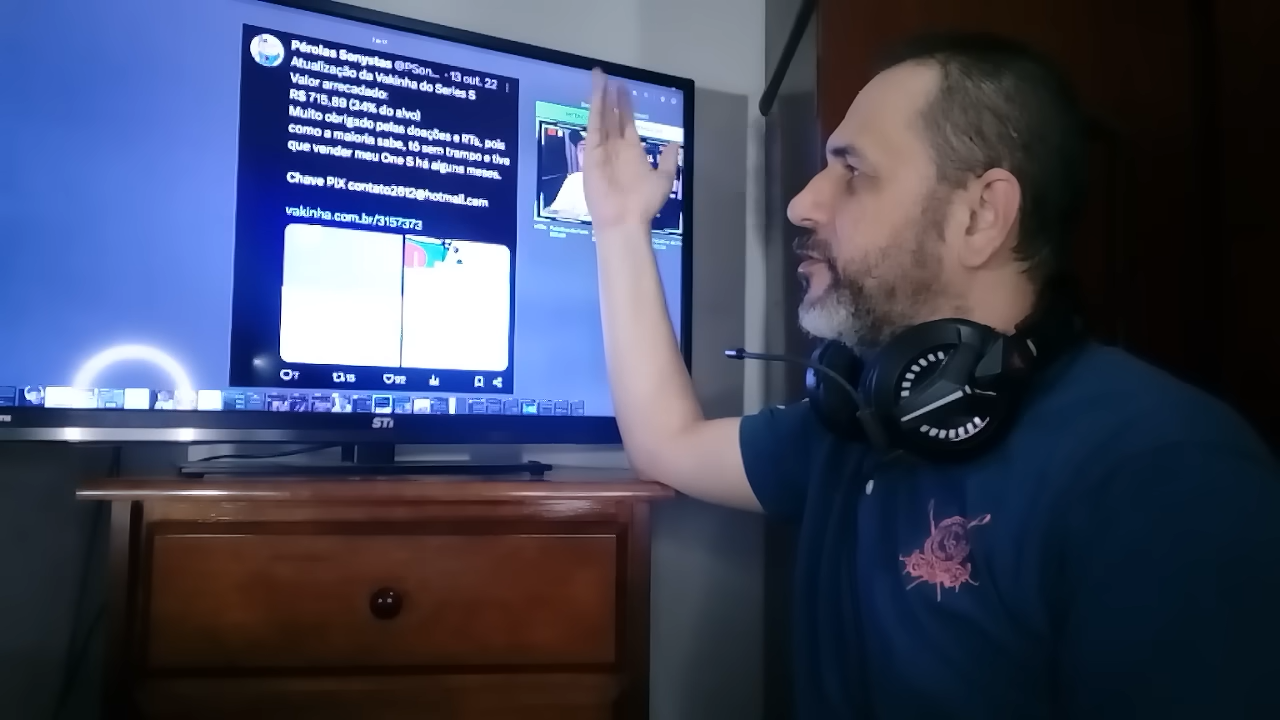 Pérolas Sonystas @PSon... · 13 out. 22
Atualização da Vakinha do Series S
Valor arrecadado:
R$ 715,89 (34% do alvo)
Muito obrigado pelas doações e RTs, pois
como a maioria sabe, tô sem trampo e tive
que vender meu One S há alguns meses.
Chave PIX contato2612@hotmail.com
vakinha.com.br/3157373
7
15
92
STI